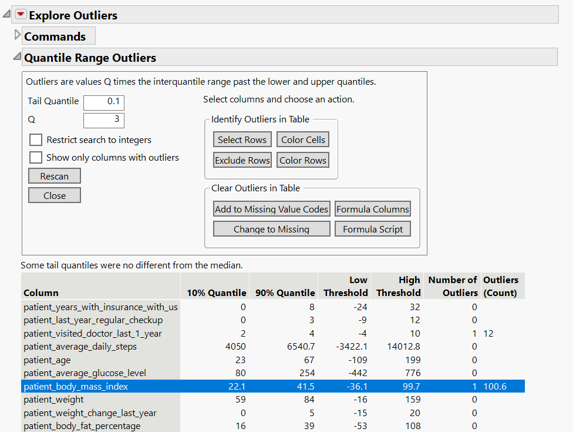 Explore Outliers
Commands
Quantile Range Outliers
Outliers are values Q times the interquantile range past the lower and upper quantiles.
Tail Quantile 0.1 Select columns and choose an action.
Q 3
Identify Outliers in Table
Restrict search to integers
Select Rows Color Cells
Show only columns with outliers
Exclude Rows Color Rows
Rescan
Close
Clear Outliers in Table
Add to Missing Value Codes Formula Columns
Change to Missing Formula Script
Some tail quantiles were no different from the median.
Low High Number of Outliers
Column 10% Quantile 90% Quantile Threshold Threshold Outliers (Count)
patient_years_with_insurance_with_us 0 8 -24 32 0
patient_last_year_regular_checkup 0 3 -9 12 0
patient_visited_doctor_last_1_year 2 4 -4 10 1 12
patient_average_daily_steps 4050 6540.7 -3422.1 14012.8 0
patient_age 23 67 -109 199 0
patient_average_glucose_level 80 254 -442 776 0
patient_body_mass_index 22.1 41.5 -36.1 99.7 1 100.6
patient_weight 59 84 -16 159 0
patient_weight_change_last_year 0 5 -15 20 0
patient_body_fat_percentage 16 39 -53 108 0